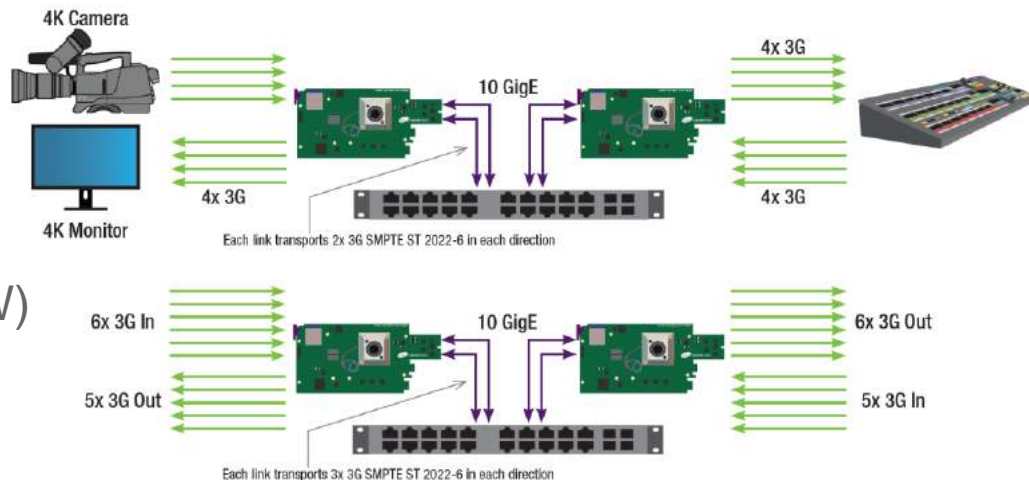 4K Camera
4x 3G
10 GigE
4x 3G
4x 3G
4K Monitor
Each link transports 2x 3G SMPTE ST 2022-6 in each direction
6x 3G In
10 GigE
6x 3G Out
5x 3G Out
5x 3G In
Each link transports 3x 3G SMPTE ST 2022-6 in each direction